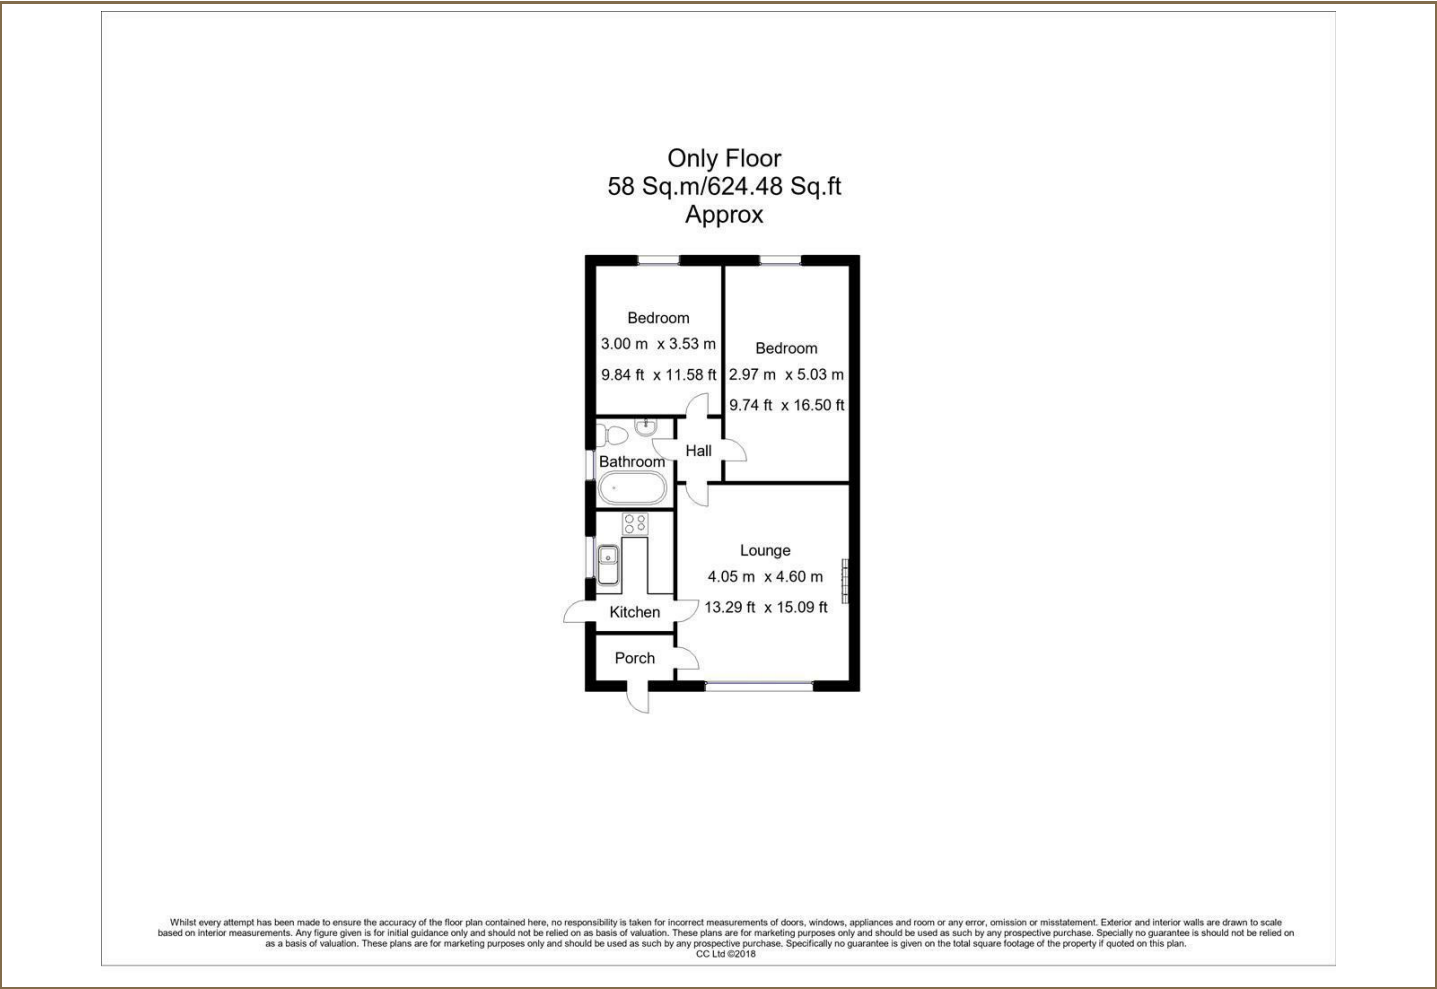 Only Floor
58 Sq.m/624.48 Sq.ft
Approx
Bedroom
3.00 m x 3.53 m
9.84 ft x 11.58 ft
Bedroom
2.97 m x 5.03 m
9.74 ft x 16.50 ft
Hall
Bathroom
Lounge
4.05 m x 4.60 m
13.29 ft x 15.09 ft
Kitchen
Porch
Whilst every attempt has been made to ensure the accuracy of the floor plan contained here, no responsibility is taken for incorrect measurements of doors, windows, appliances and room or any error, omission or misstatement. Exterior and interior walls are drawn to scale
based on interior measurements. Any figure given is for initial guidance only and should not be relied on as basis of valuation. These plans are for marketing purposes only and should be used as such by any prospective purchase. Specially no guarantee is should not be relied on
as a basis of valuation. These plans are for marketing purposes only and should be used as such by any prospective purchase. Specifically no guarantee is given on the total square footage of the property if quoted on this plan.
CC Ltd ©2018